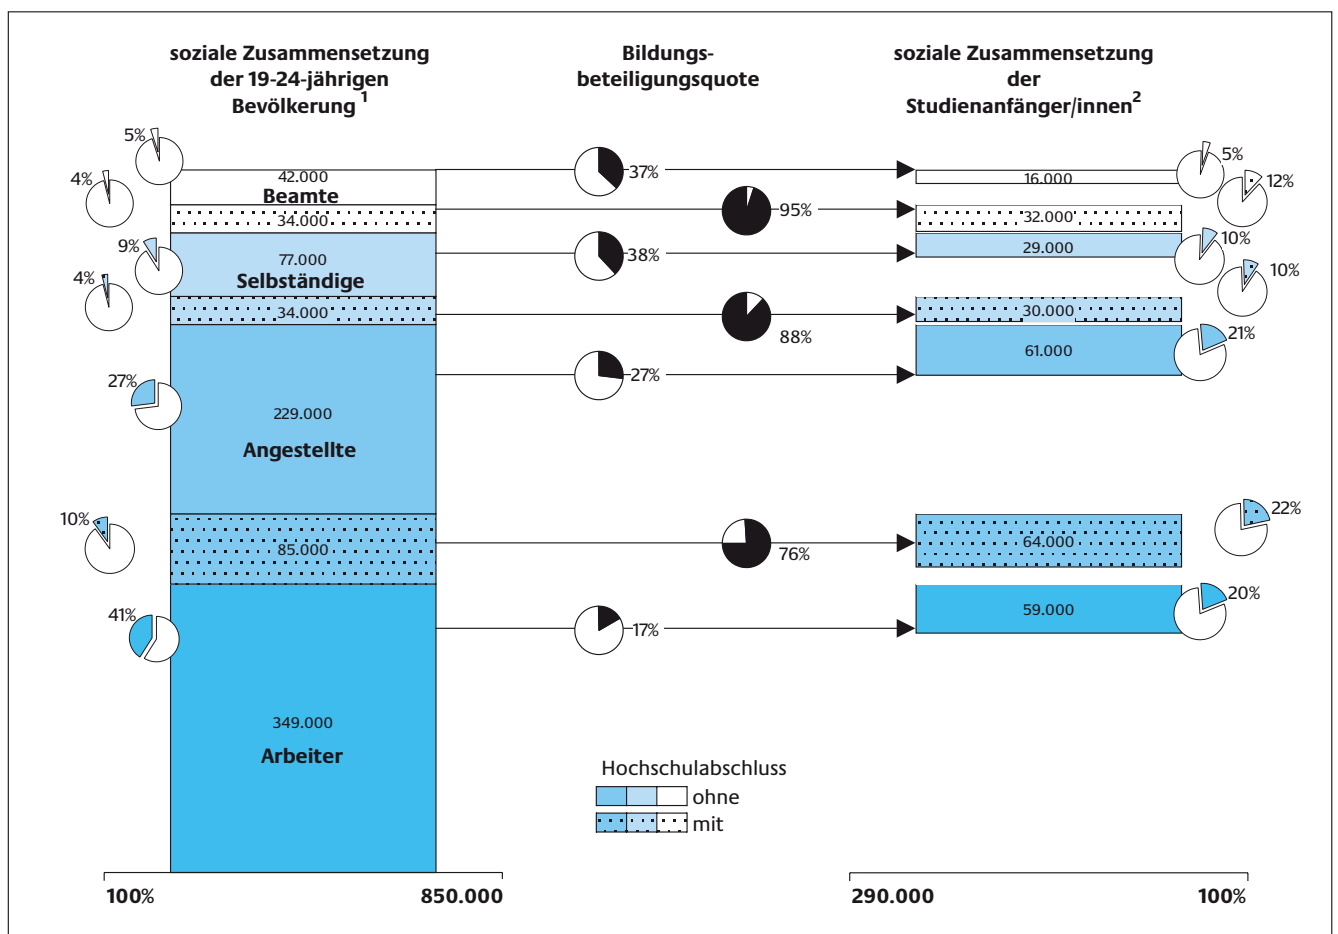 soziale Zusammensetzung
der 19-24-jährigen
Bevölkerung 1
Bildungs-
beteiligungsquote
soziale Zusammensetzung
der
Studienanfänger/innen2
5%
42.000
37%
16.000
5%
4%
Beamte
12%
34.000
95%
32.000
9%
77.000
38%
29.000
10%
Selbständige
4%
34.000
88%
30.000
10%
27%
229.000
27%
61.000
21%
Angestellte
10%
85.000
76%
64.000
22%
41%
17%
59.000
20%
349.000
Arbeiter
Hochschulabschluss
ohne
mit
100%
850.000
290.000
100%